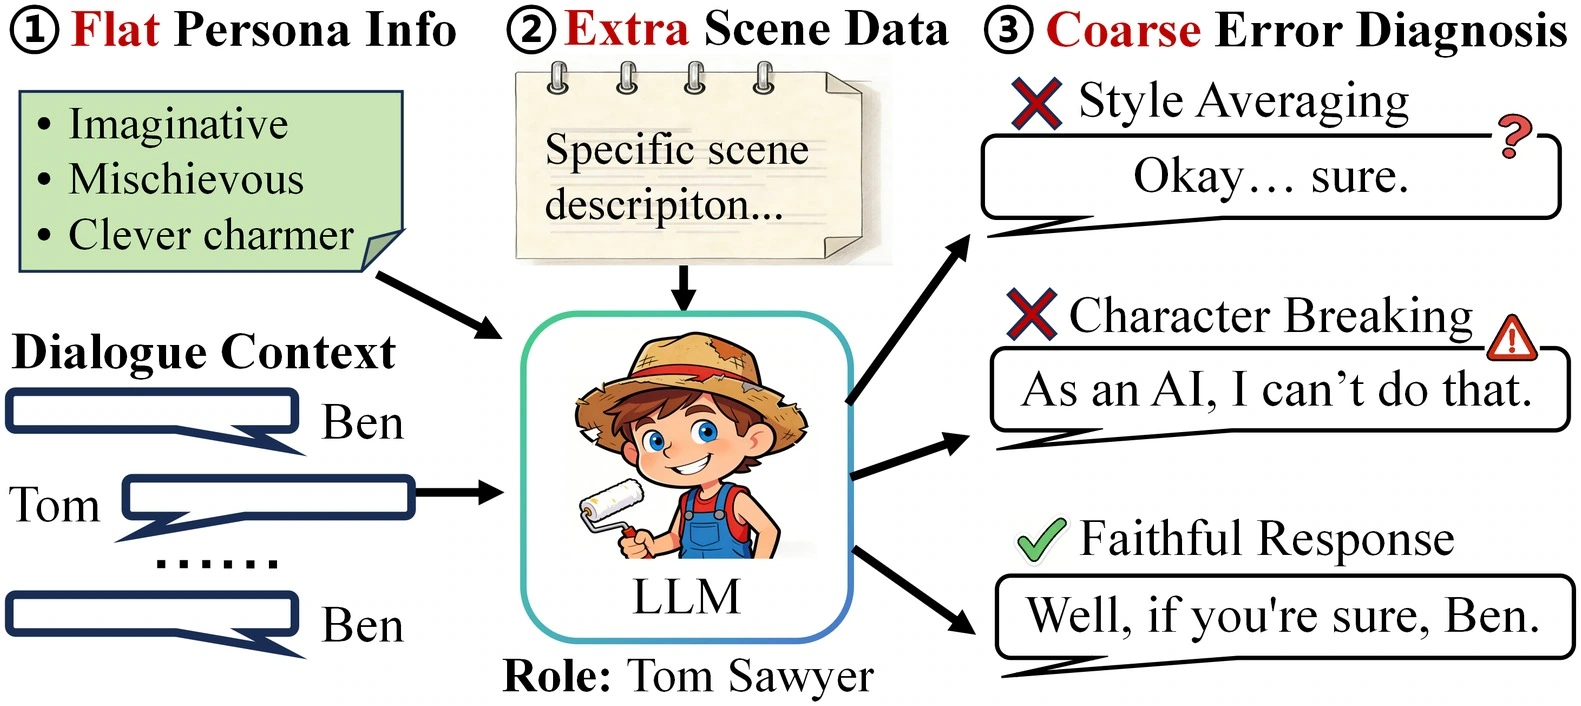 ① Flat Persona Info
• Imaginative
• Mischievous
• Clever charmer
Dialogue Context
Ben
Tom
......
Ben
② Extra Scene Data
Specific scene
descripiton...
LLM
Role: Tom Sawyer
③ Coarse Error Diagnosis
Style Averaging
?
Okay... sure.
Character Breaking
!
As an AI, I can’t do that.
Faithful Response
Well, if you're sure, Ben.